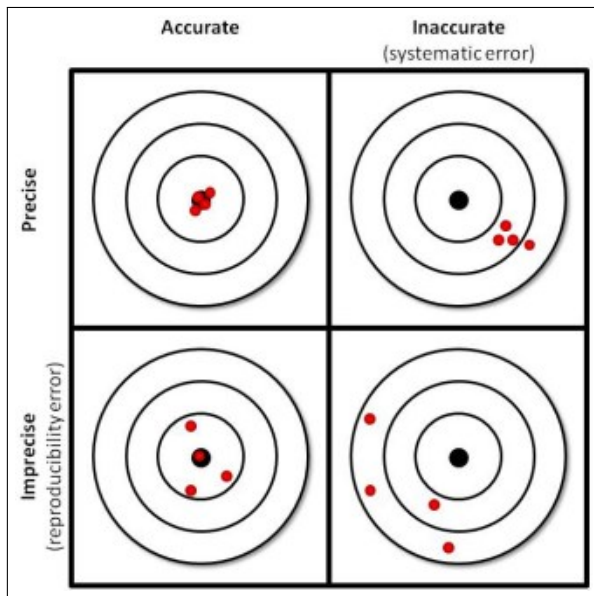 Accurate
Inaccurate
(systematic error)
Precise
Imprecise
(reproducibility error)